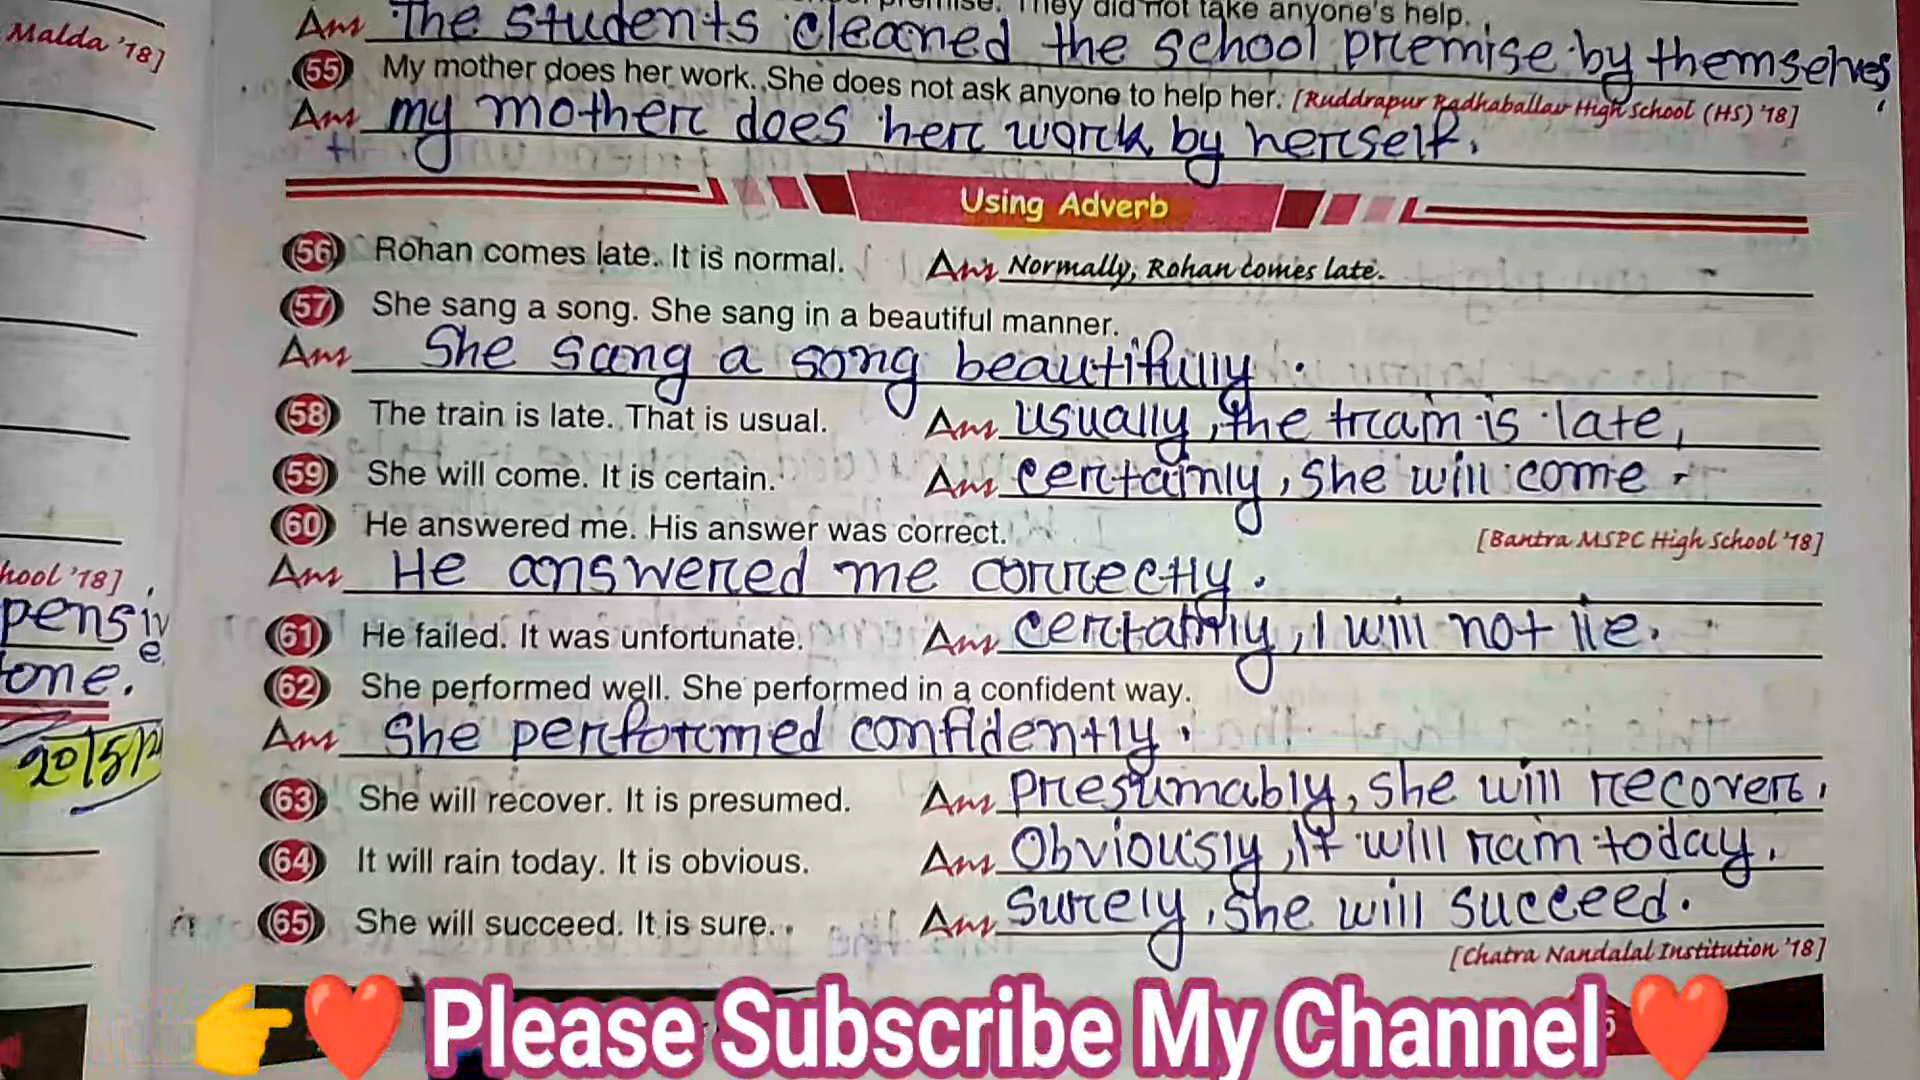 They did not take anyone's help.
Malda '18]
Ans The students cleaned the school premise by themselves
55 My mother does her work. She does not ask anyone to help her. [Ruddrapur Radhaballav High School (HS) '18]
Ans my mother does her work by herself.
Using Adverb
56 Rohan comes late. It is normal. Ans Normally, Rohan comes late.
57 She sang a song. She sang in a beautiful manner.
Ans She sang a song beautifully.
58 The train is late. That is usual. Ans usually, the train is late,
59 She will come. It is certain. Ans certainly, she will come
60 He answered me. His answer was correct. [Bantra MSPC High School '18]
Ans He answered me correctly.
hool '18]
61 He failed. It was unfortunate. Ans certainly, I will not lie.
62 She performed well. She performed in a confident way.
tone.
Ans She performed confidently.
63 She will recover. It is presumed. Ans presumably, she will recover.
64 It will rain today. It is obvious. Ans Obviously, it will rain today.
65 She will succeed. It is sure. Ans surely, she will succeed.
[Chatra Nandalal Institution '18]
👉❤️ Please Subscribe My Channel ❤️